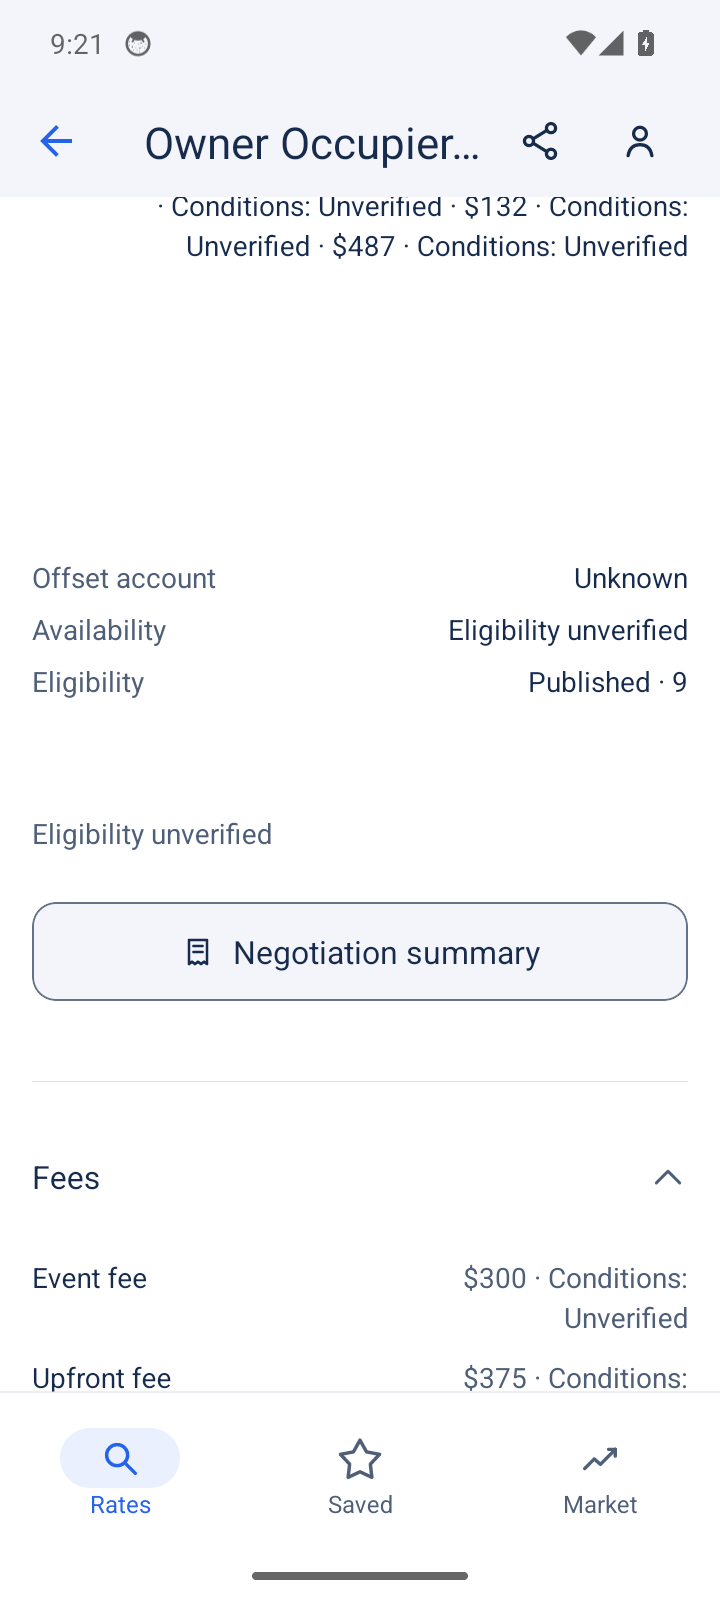 9:21
Owner Occupier...
· Conditions: Unverified · $132 · Conditions:
Unverified · $487 · Conditions: Unverified
Offset account Unknown
Availability Eligibility unverified
Eligibility Published · 9
Eligibility unverified
Negotiation summary
Fees
Event fee $300 · Conditions:
Unverified
Upfront fee $375 · Conditions:
Rates Saved Market